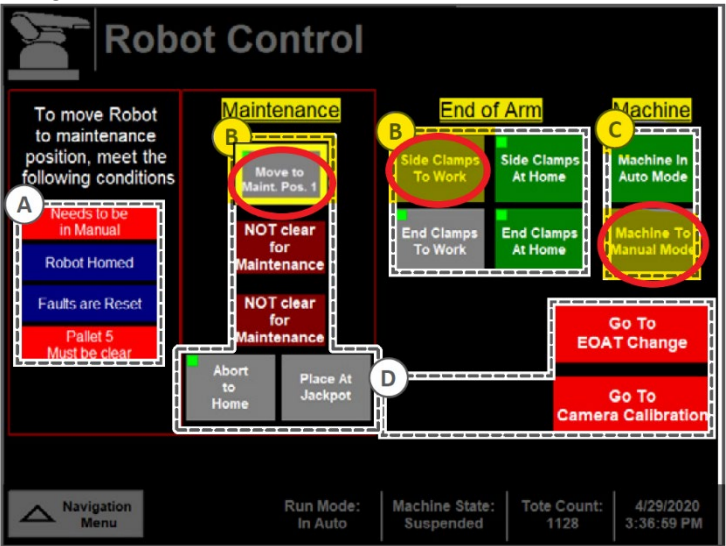 Robot Control
To move Robot
to maintenance
position, meet the
following conditions
A
Needs to be
in Manual
Robot Homed
Faults are Reset
Pallet 5
Must be clear
Maintenance
B
Move to
Maint. Pos. 1
NOT clear
for
Maintenance
NOT clear
for
Maintenance
Abort
to
Home
Place At
Jackpot
End of Arm
B
Side Clamps
To Work
Side Clamps
At Home
End Clamps
To Work
End Clamps
At Home
Machine
C
Machine In
Auto Mode
Machine To
Manual Mode
D
Go To
EOAT Change
Go To
Camera Calibration
Navigation
Menu
Run Mode:
In Auto
Machine State:
Suspended
Tote Count:
1128
4/29/2020
3:36:59 PM